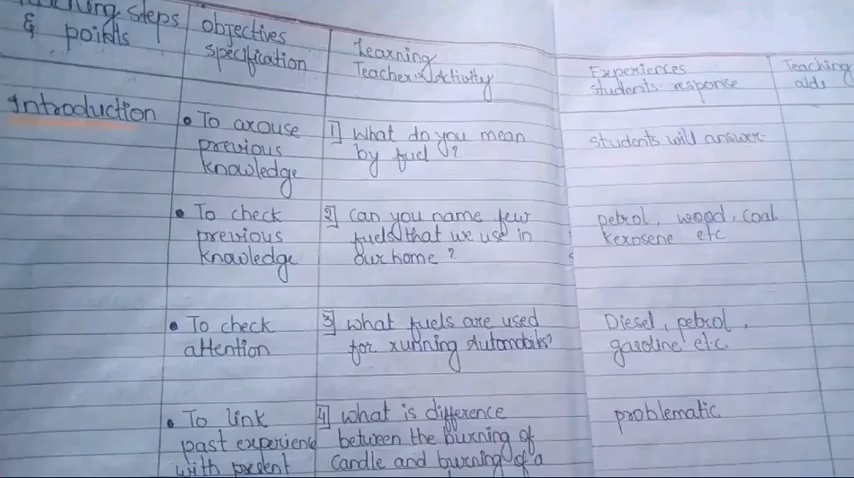 steps objectives
& points specification Learning
Teacher's Activity Experiences Teaching
students response aids
Introduction • To arouse 1] What do you mean students will answer
previous by fuel ?
knowledge
• To check 2] can you name few petrol, wood, coal
previous fuels that we use in kerosene etc
knowledge our home ?
• To check 3] what fuels are used Diesel, petrol,
attention for running Automobiles? gasoline etc.
• To link 4] What is difference problematic
past experience between the burning of
with present candle and burning of a